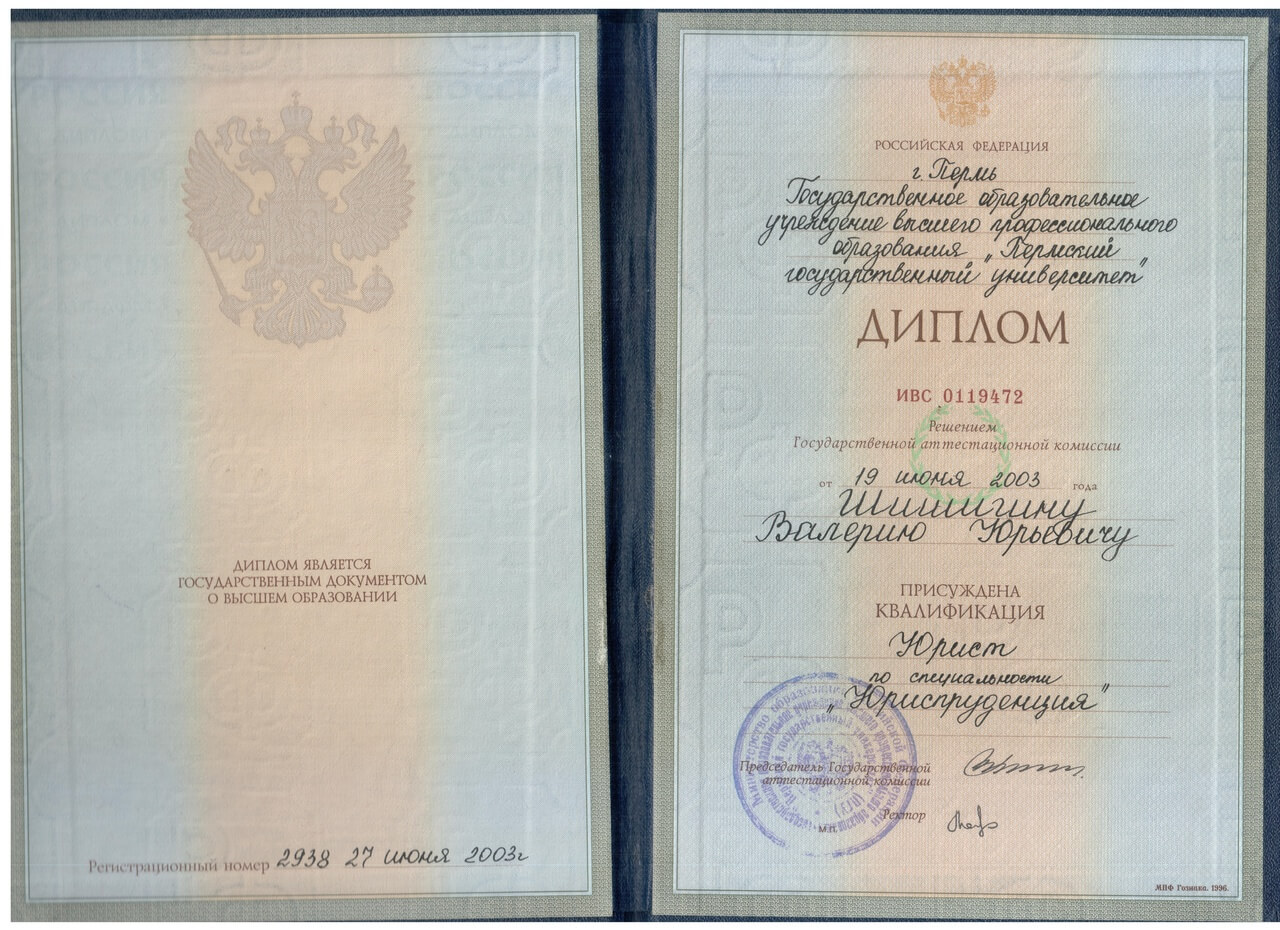 ДИПЛОМ ЯВЛЯЕТСЯ
ГОСУДАРСТВЕННЫМ ДОКУМЕНТОМ
О ВЫСШЕМ ОБРАЗОВАНИИ
Регистрационный номер 2938 27 июня 2003г
РОССИЙСКАЯ ФЕДЕРАЦИЯ
г. Пермь
Государственное образовательное
учреждение высшего профессионального
образования „Пермский
государственный университет"
ДИПЛОМ
ИВС 0119472
Решением
Государственной аттестационной комиссии
от 19 июня 2003 года
Шишигину
Валерию Юрьевичу
ПРИСУЖДЕНА
КВАЛИФИКАЦИЯ
Юрист
по специальности
„Юриспруденция"
Председатель Государственной
аттестационной комиссии
Ректор
М.П.
МПФ Гознака. 1996.